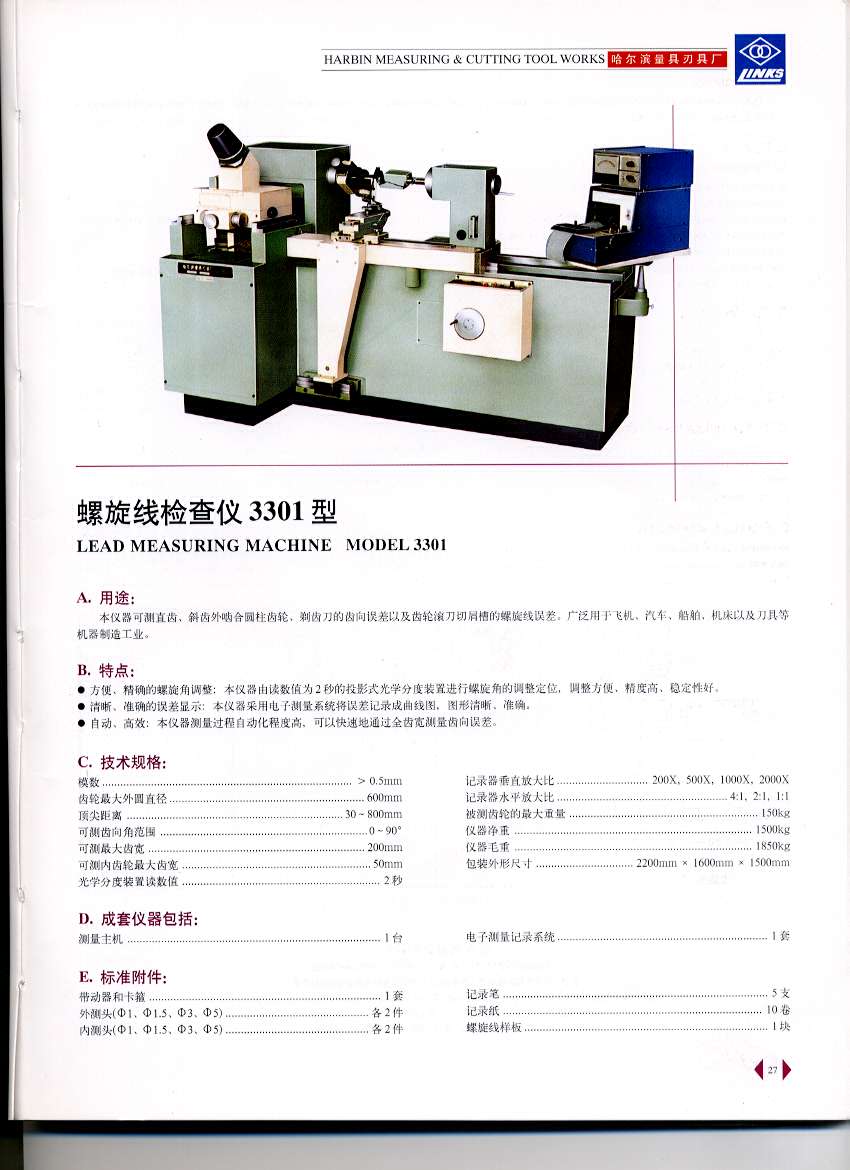 HARBIN MEASURING & CUTTING TOOL WORKS 哈尔滨量具刃具厂
LINKS
螺旋线检查仪 3301 型
LEAD MEASURING MACHINE MODEL 3301
A. 用途:
本仪器可测直齿、斜齿外啮合圆柱齿轮、剃齿刀的齿向误差以及齿轮滚刀切屑槽的螺旋线误差。广泛用于飞机、汽车、船舶、机床以及刀具等
机器制造工业。
B. 特点:
● 方便、精确的螺旋角调整: 本仪器由读数值为2秒的投影式光学分度装置进行螺旋角的调整定位, 调整方便、精度高、稳定性好。
● 清晰、准确的误差显示: 本仪器采用电子测量系统将误差记录成曲线图, 图形清晰、准确。
● 自动、高效: 本仪器测量过程自动化程度高, 可以快速地通过全齿宽测量齿向误差。
C. 技术规格:
模数 > 0.5mm
齿轮最大外圆直径 600mm
顶尖距离 30~800mm
可测齿向角范围 0~90°
可测最大齿宽 200mm
可测内齿轮最大齿宽 50mm
光学分度装置读数值 2秒
记录器垂直放大比 200X, 500X, 1000X, 2000X
记录器水平放大比 4:1, 2:1, 1:1
被测齿轮的最大重量 150kg
仪器净重 1500kg
仪器毛重 1850kg
包装外形尺寸 2200mm × 1600mm × 1500mm
D. 成套仪器包括:
测量主机 1台
电子测量记录系统 1套
E. 标准附件:
带动器和卡箍 1套
外测头(Φ1、Φ1.5、Φ3、Φ5) 各2件
内测头(Φ1、Φ1.5、Φ3、Φ5) 各2件
记录笔 5支
记录纸 10卷
螺旋线样板 1块
27